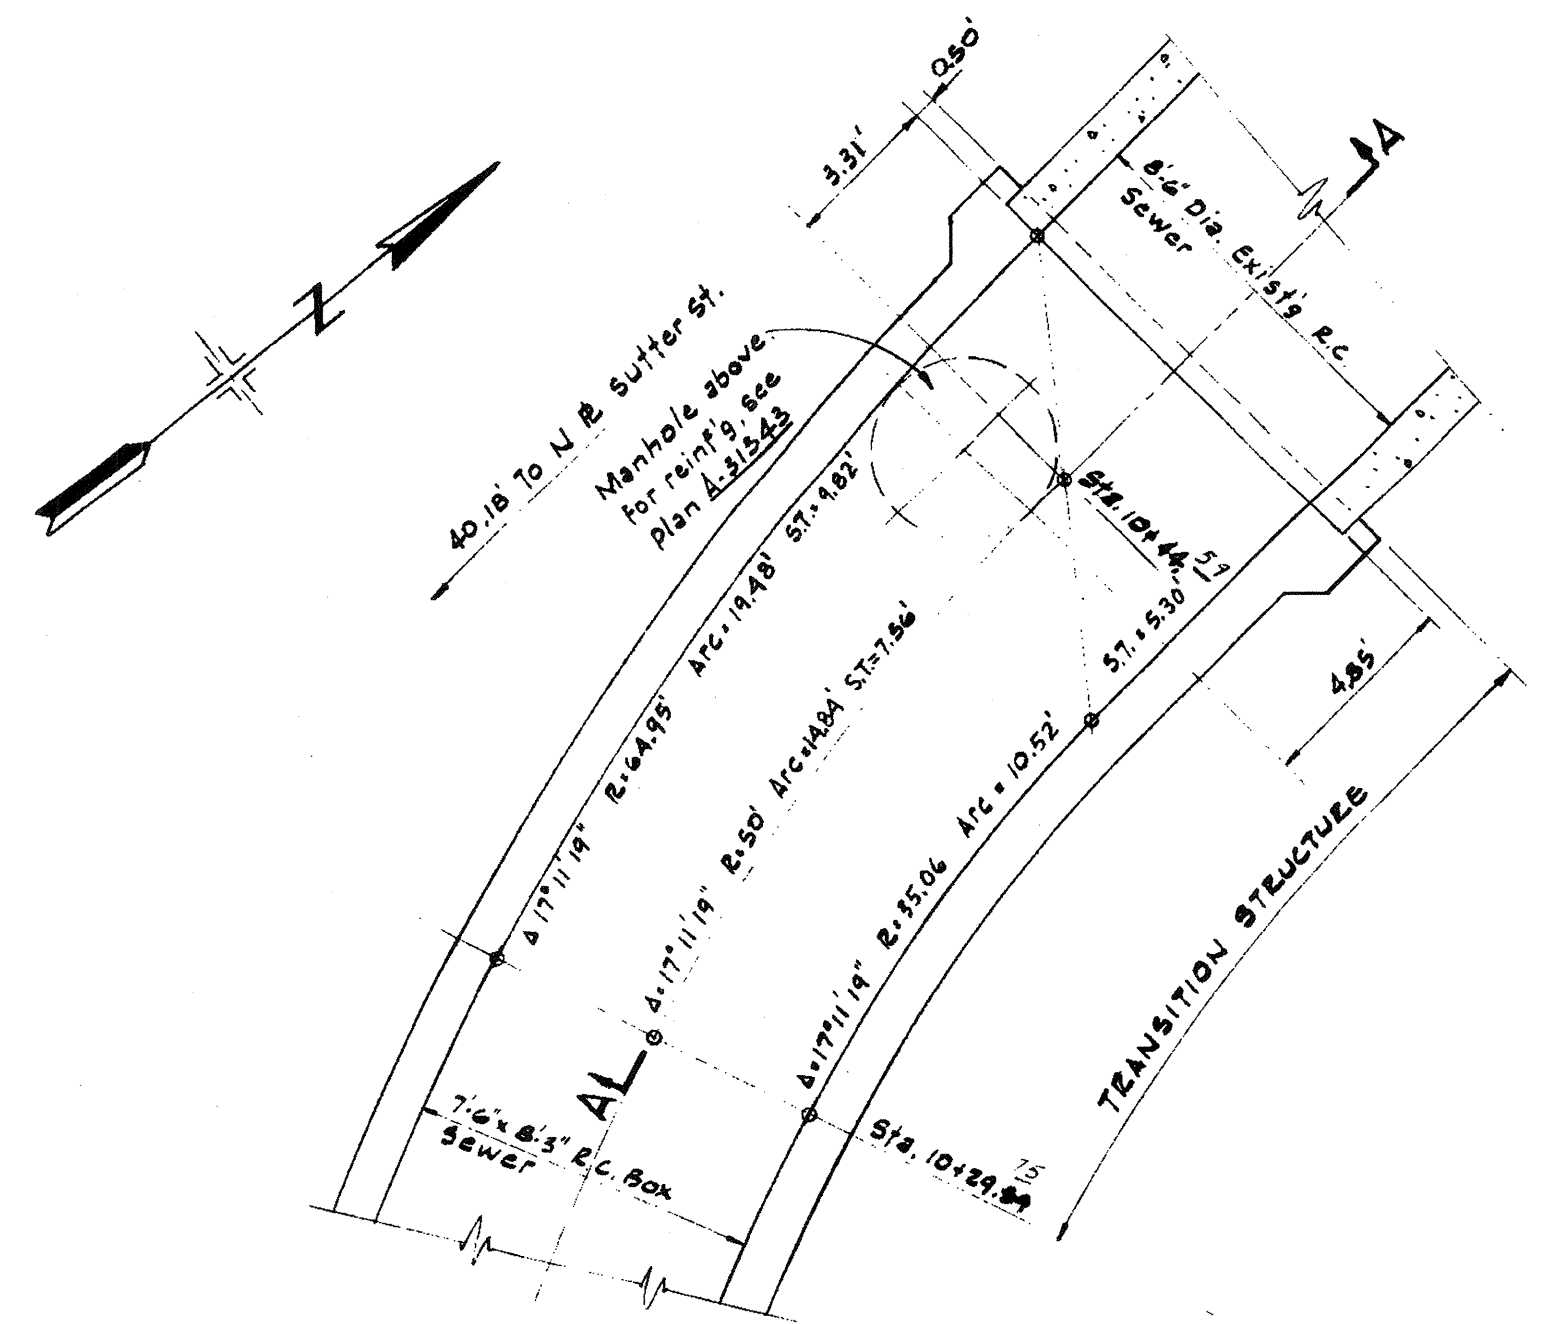 0.50'
3.31'
A
8'-6" Dia. Exist'g R.C.
Sewer
N
40.18' To N ⅊ Sutter St.
Manhole above
for reinf'g, see
plan A-31343
Sta. 10+44.59
Δ 17° 11' 19" R=64.95' Arc = 19.48' S.T. = 9.82'
Δ=17° 11' 19" R=50' Arc=14.84' S.T.=7.56'
Δ=17° 11' 19" R=35.06 Arc = 10.52' S.T. = 5.30'
4.85'
TRANSITION STRUCTURE
A
7'-6" x 8'-3" R.C. Box
Sewer
Sta. 10+29.75